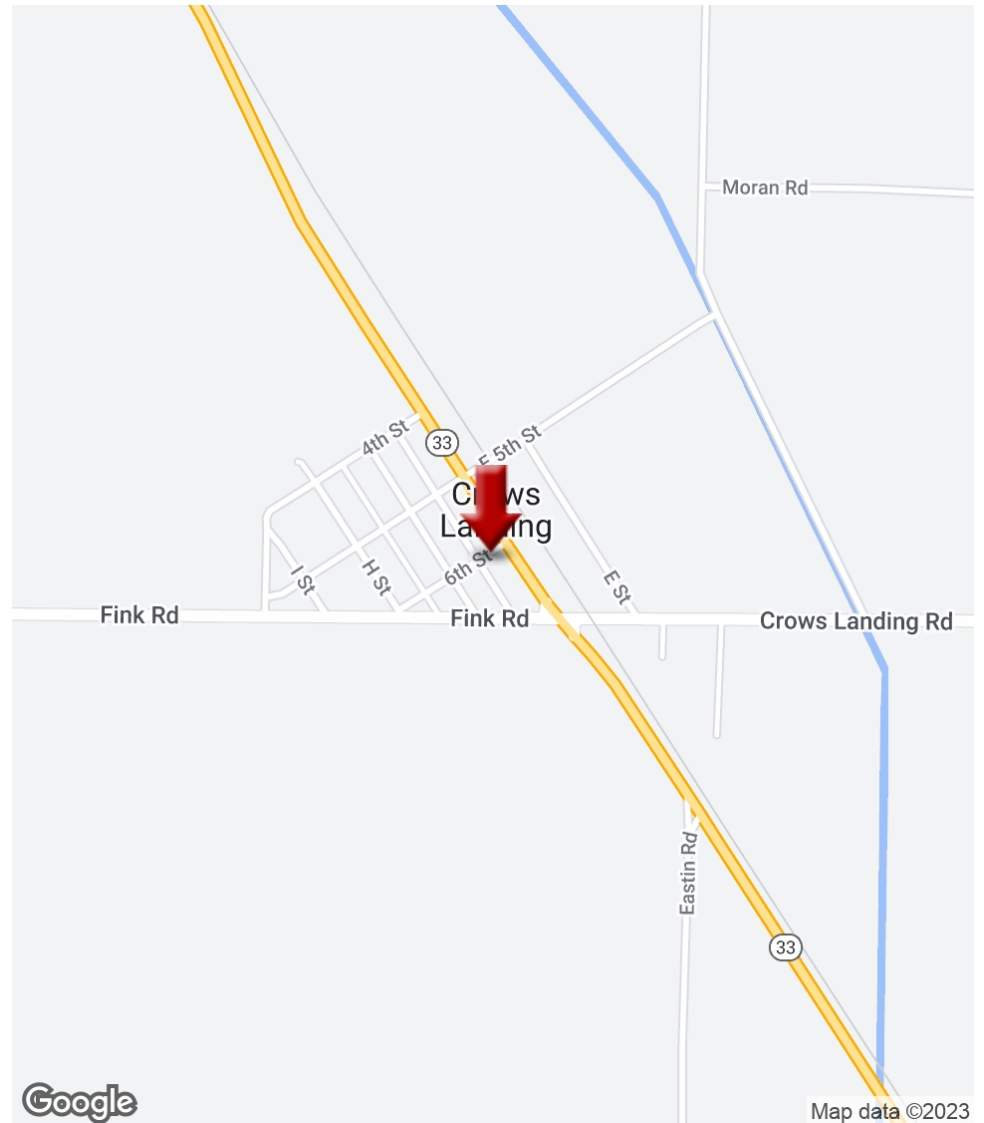 Moran Rd
4th St
33
E 5th St
Crows
Landing
6th St
I St
H St
E St
Fink Rd
Fink Rd
Crows Landing Rd
Eastin Rd
33
Google
Map data ©2023